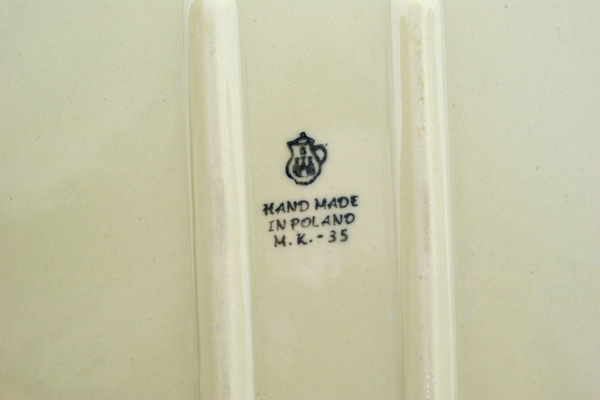 HAND MADE
IN POLAND
M. K. - 35